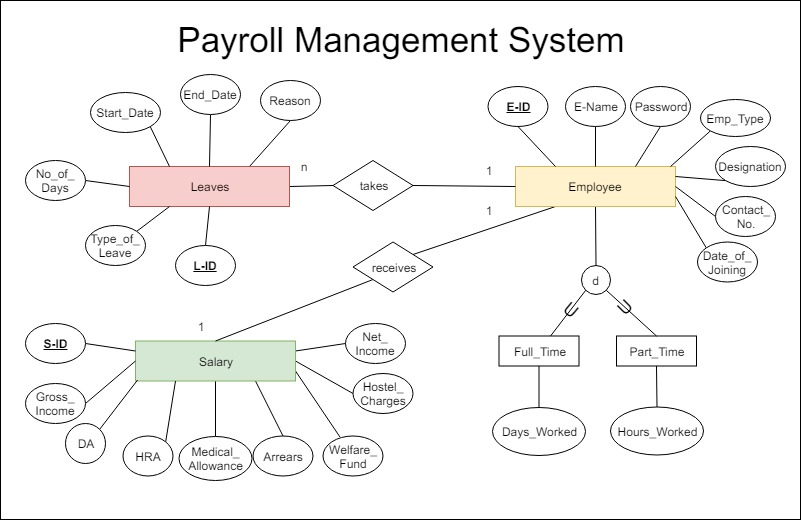 Payroll Management System
End_Date
Reason
Start_Date
E-ID
E-Name
Password
Emp_Type
No_of_
Days
Leaves
n
takes
1
Employee
Designation
1
Contact_
No.
Type_of_
Leave
L-ID
receives
Date_of_
Joining
d
1
S-ID
Salary
Net_
Income
Full_Time
Part_Time
Gross_
Income
Hostel_
Charges
DA
HRA
Medical_
Allowance
Arrears
Welfare_
Fund
Days_Worked
Hours_Worked